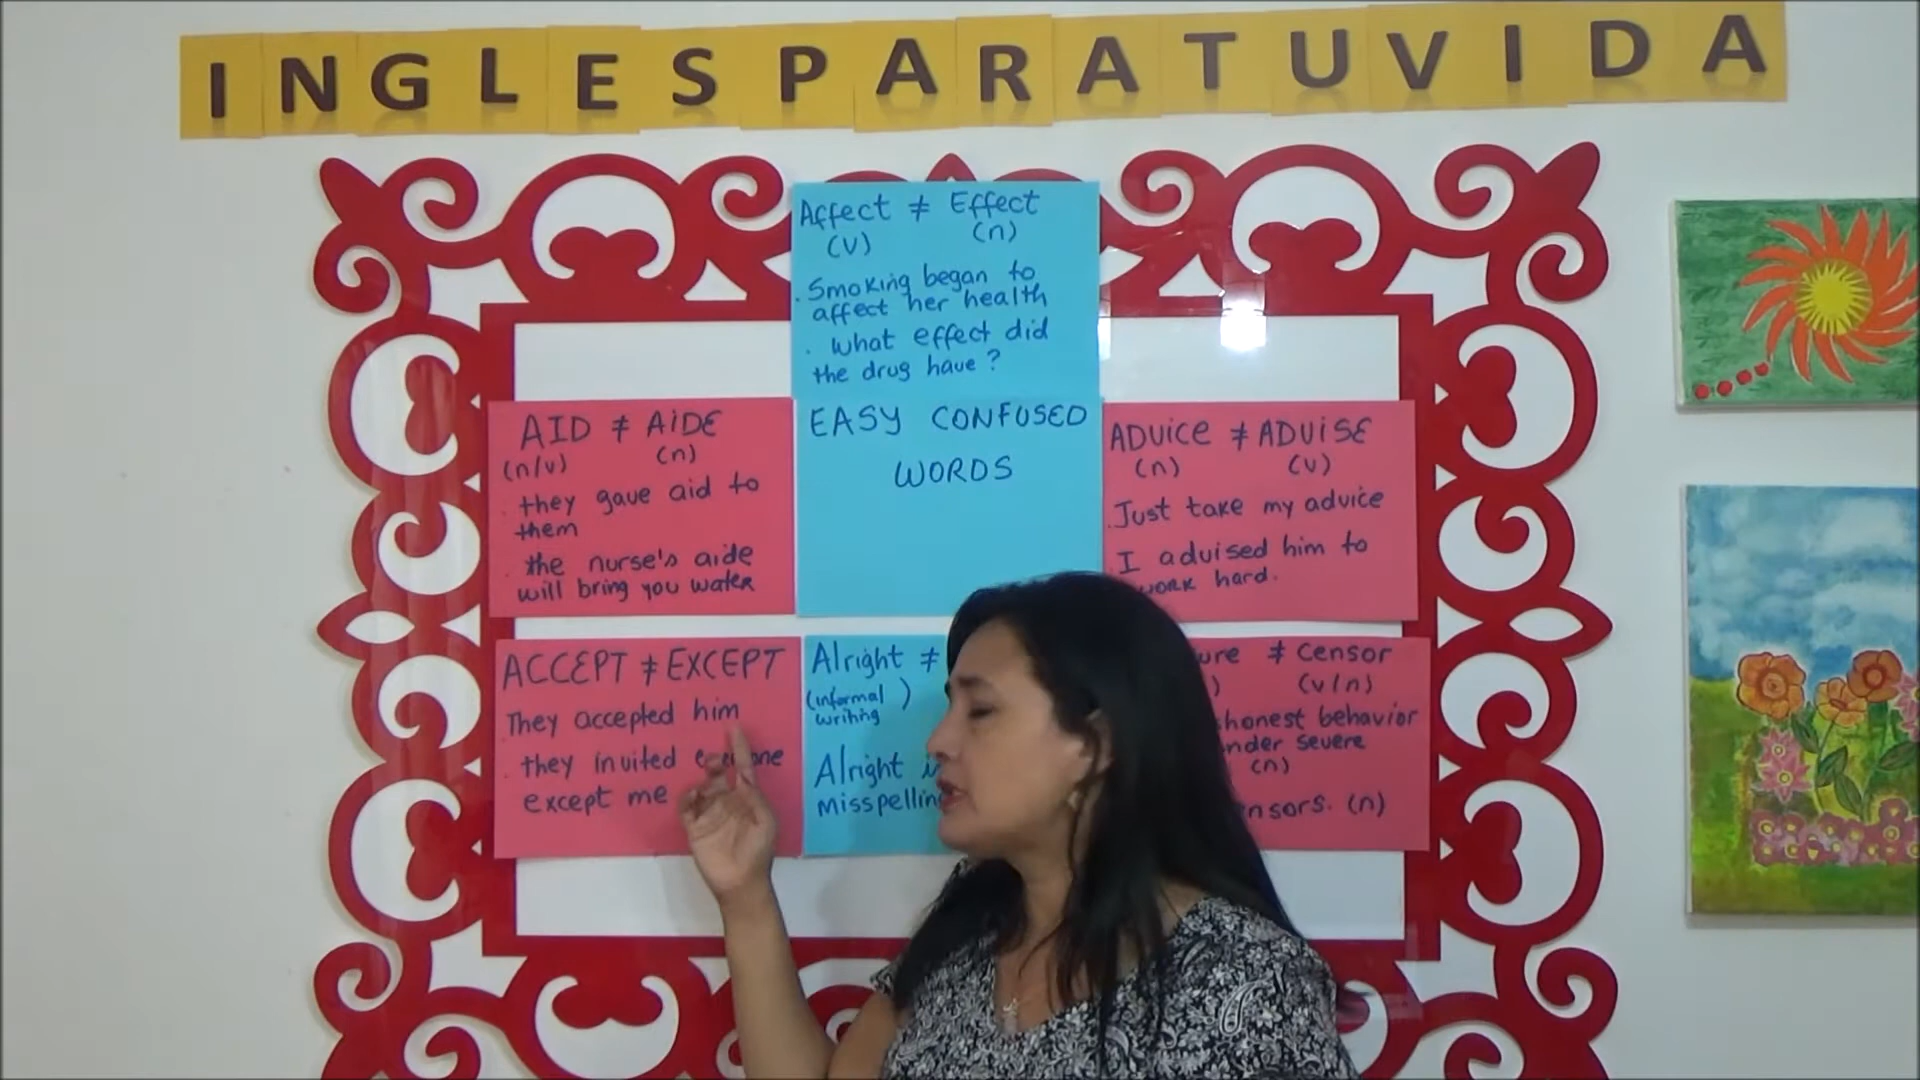 INGLESPARATUVIDA
Affect ≠ Effect
(v) (n)
. Smoking began to
affect her health
. What effect did
the drug have?
AID ≠ AiDE
(n/v) (n)
. they gave aid to
them
. the nurse's aide
will bring you water
EASY CONFUSED
WORDS
ADViCE ≠ ADViSE
(n) (v)
. Just take my advice
. I advised him to
work hard.
ACCEPT ≠ EXCEPT
. They accepted him
. they invited everyone
except me
Alright ≠
(informal )
writing
Alright
misspelling
≠ Censor
(v/n)
behavior
severe
(n)
(n)